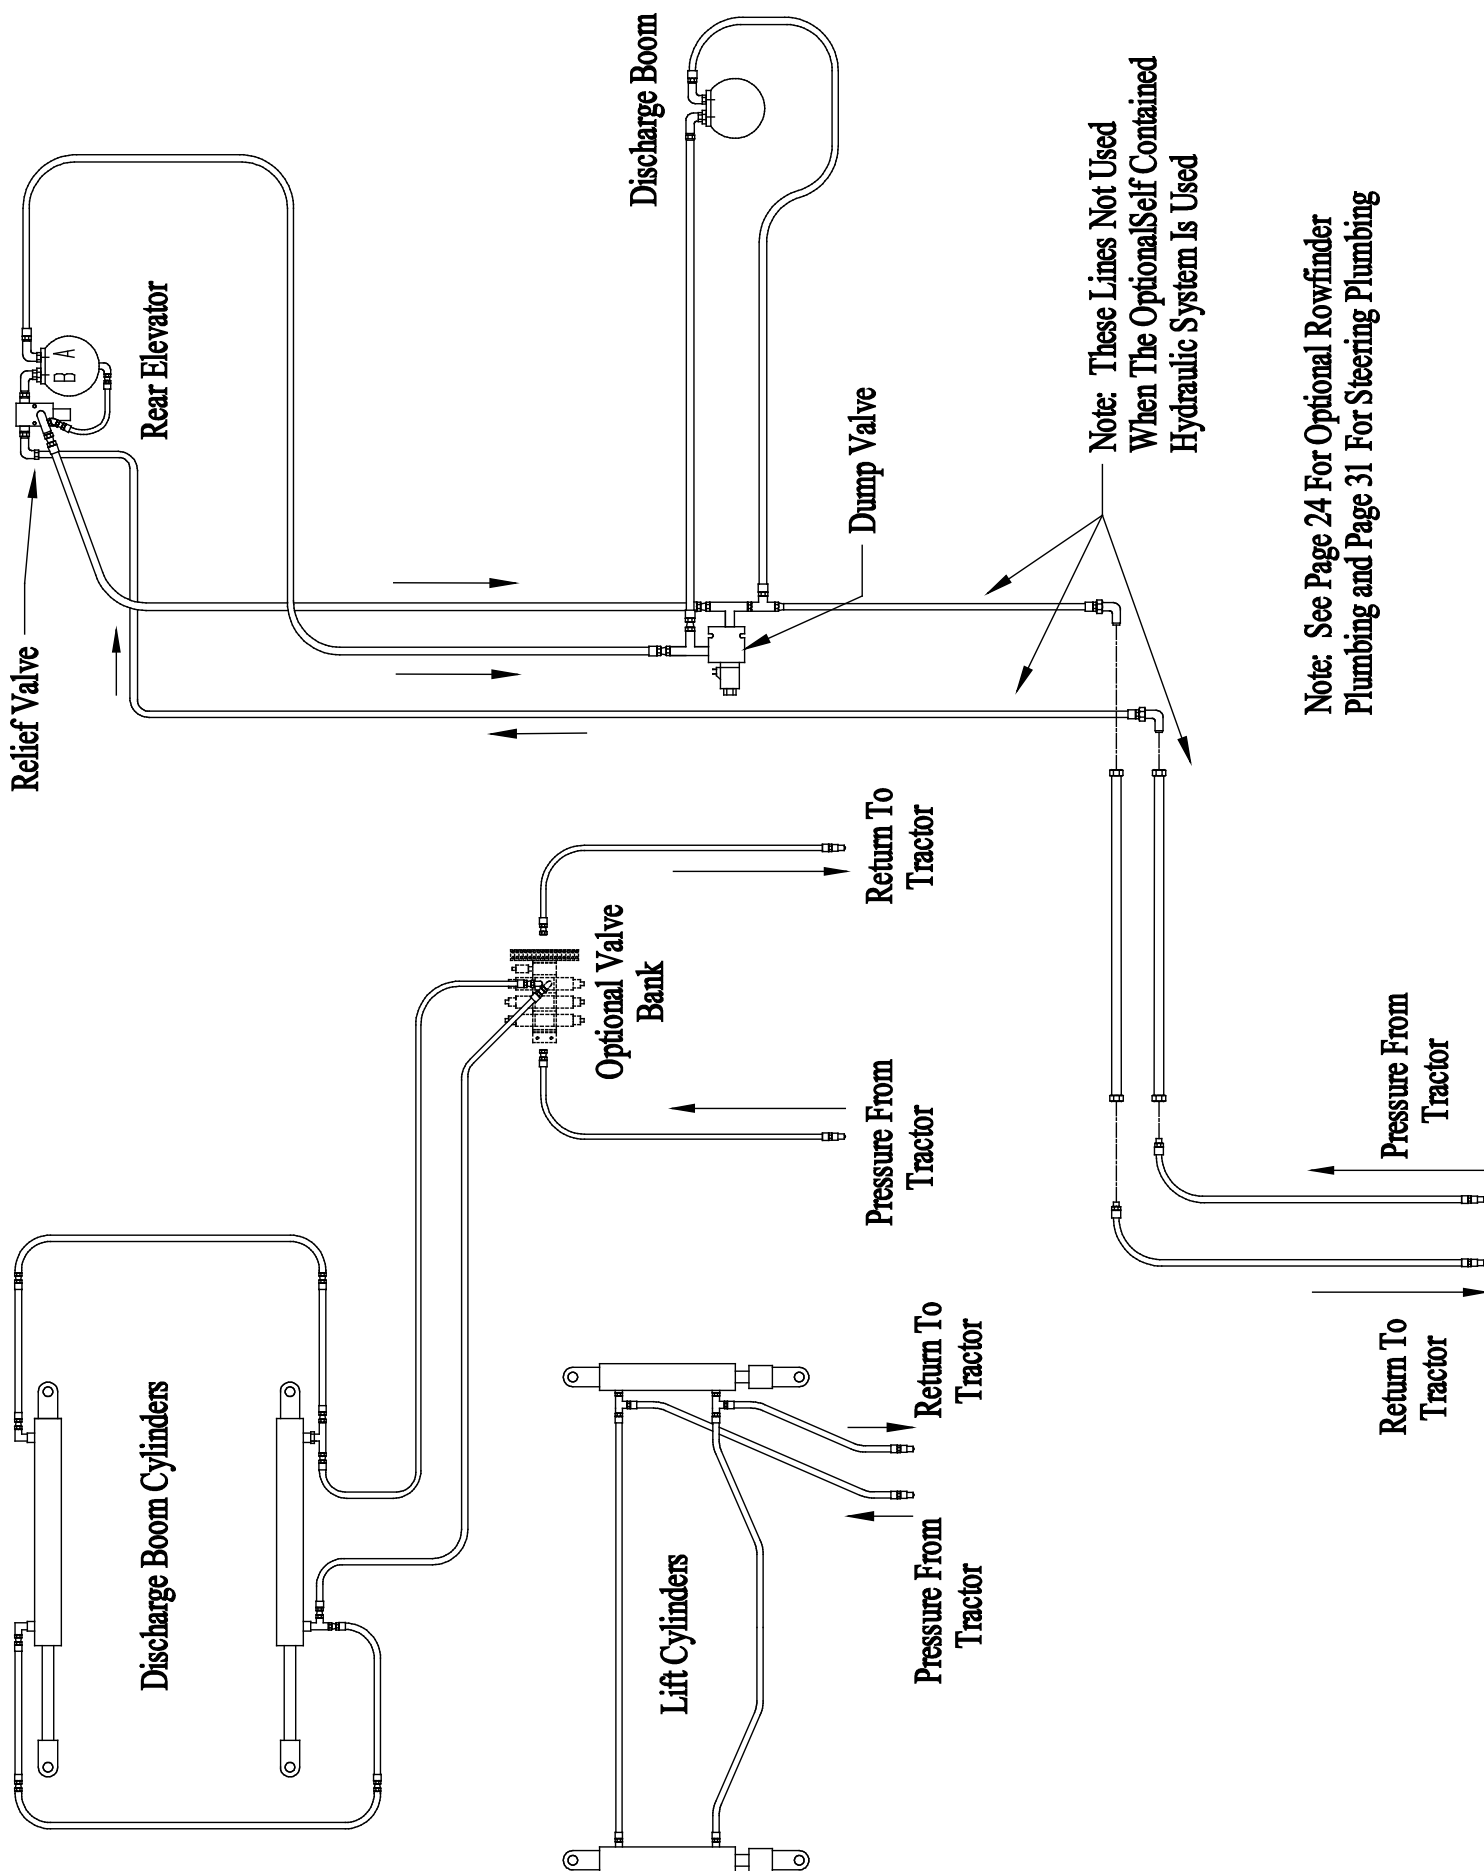 Discharge Boom Cylinders
Lift Cylinders
Pressure From
Tractor
Return To
Tractor
Pressure From
Tractor
Optional Valve
Bank
Return To
Tractor
Relief Valve
B A
Rear Elevator
Discharge Boom
Dump Valve
Note: These Lines Not Used
When The OptionalSelf Contained
Hydraulic System Is Used
Return To
Tractor
Pressure From
Tractor
Note: See Page 24 For Optional Rowfinder
Plumbing and Page 31 For Steering Plumbing